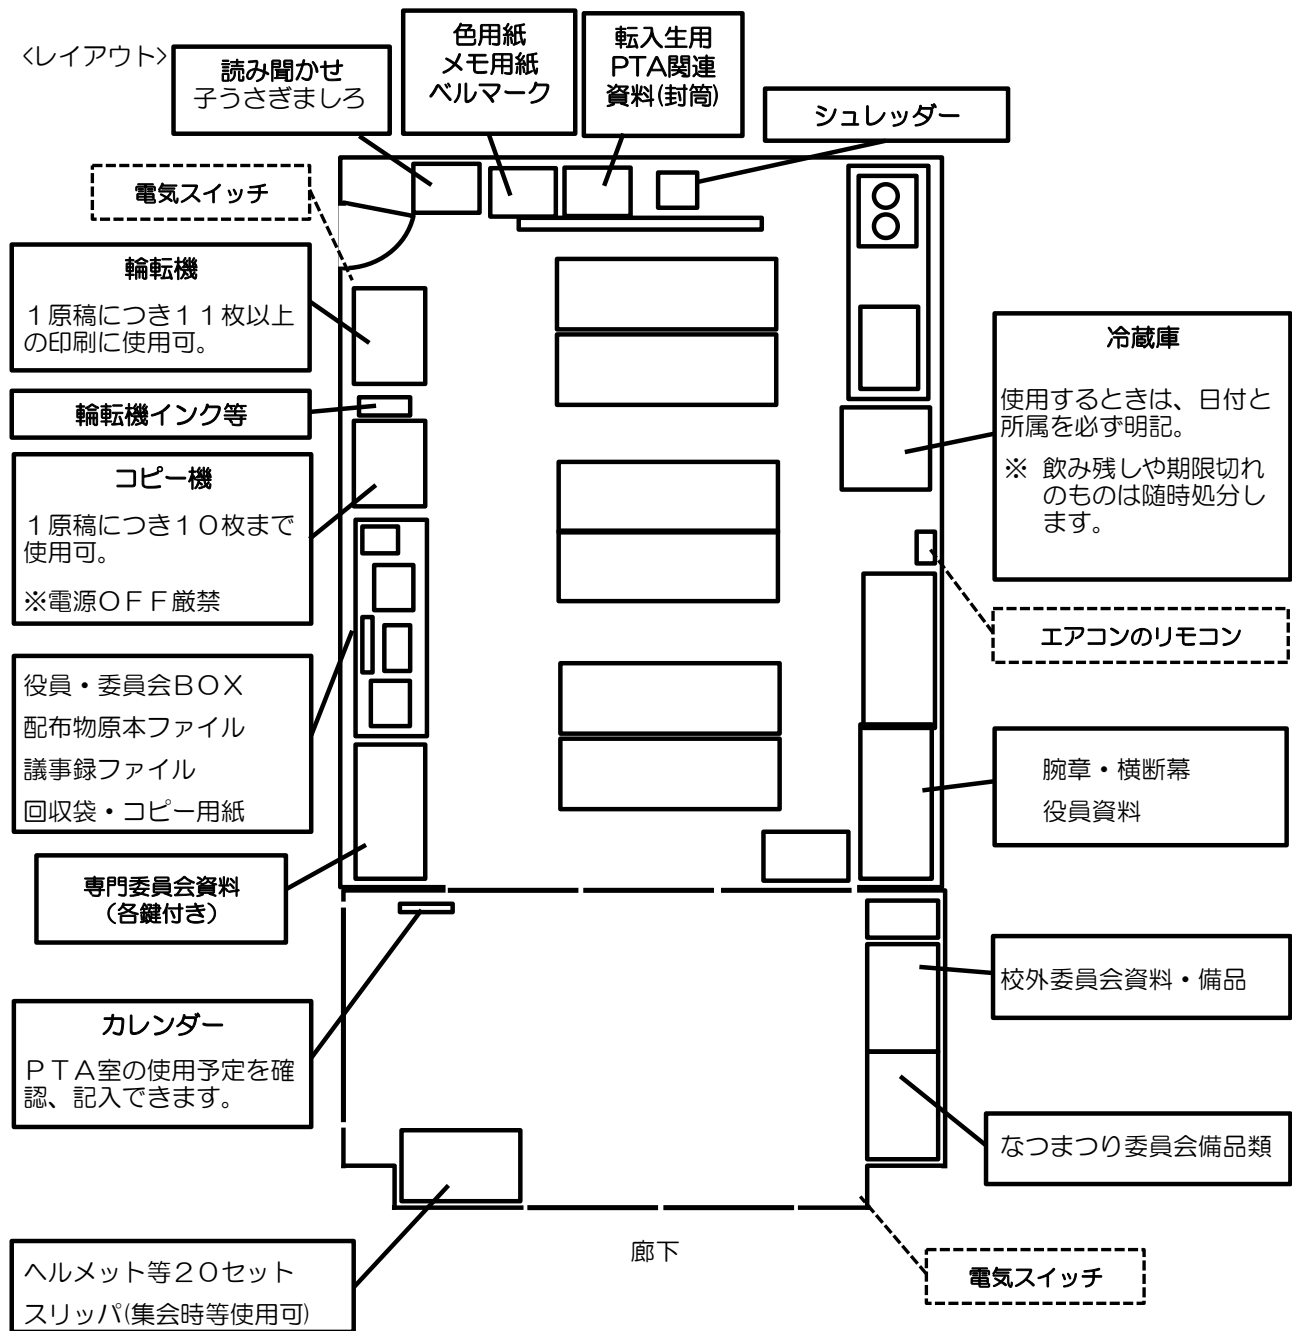 <レイアウト>
読み聞かせ
子うさぎましろ
色用紙
メモ用紙
ベルマーク
転入生用
PTA関連
資料(封筒)
シュレッダー
電気スイッチ
輪転機
１原稿につき１１枚以上
の印刷に使用可。
輪転機インク等
コピー機
１原稿につき１０枚まで
使用可。
※電源ＯＦＦ厳禁
役員・委員会ＢＯＸ
配布物原本ファイル
議事録ファイル
回収袋・コピー用紙
専門委員会資料
（各鍵付き）
カレンダー
ＰＴＡ室の使用予定を確
認、記入できます。
ヘルメット等２０セット
スリッパ(集会時等使用可)
冷蔵庫
使用するときは、日付と
所属を必ず明記。
※ 飲み残しや期限切れ
のものは随時処分し
ます。
エアコンのリモコン
腕章・横断幕
役員資料
校外委員会資料・備品
なつまつり委員会備品類
廊下
電気スイッチ